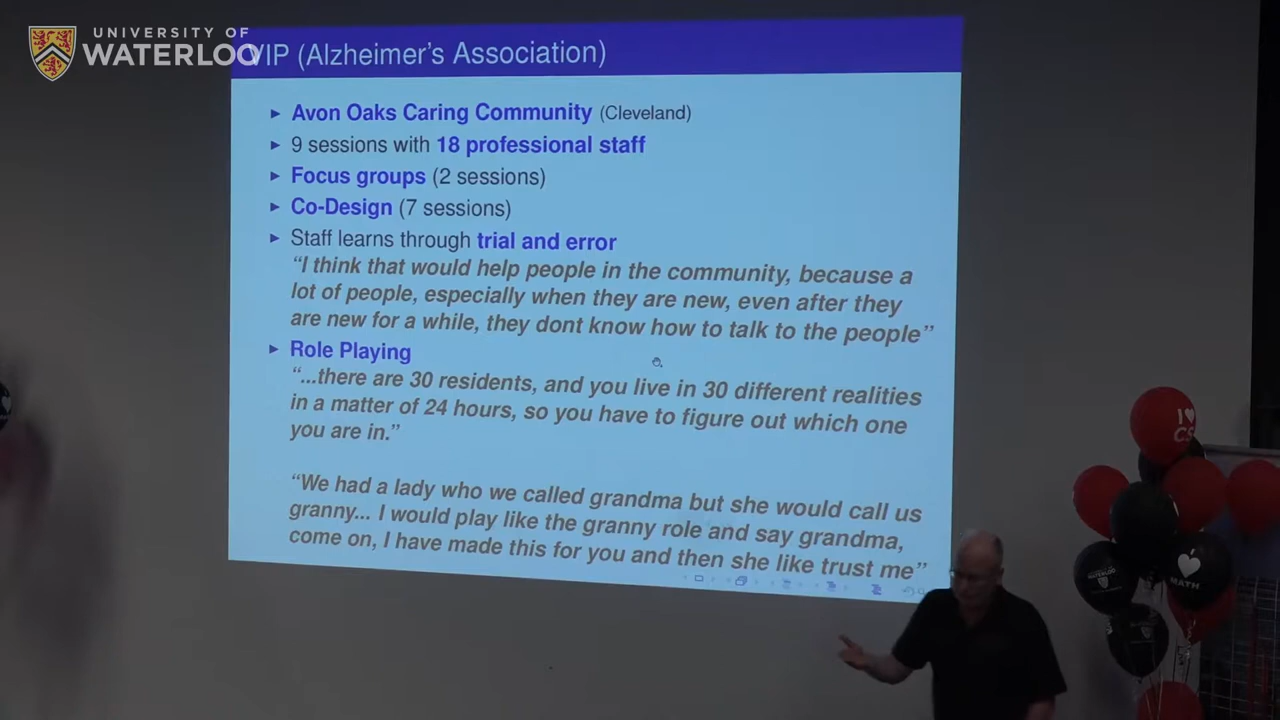 UNIVERSITY OF
WATERLOO
VIP (Alzheimer's Association)
► Avon Oaks Caring Community (Cleveland)
► 9 sessions with 18 professional staff
► Focus groups (2 sessions)
► Co-Design (7 sessions)
► Staff learns through trial and error
“I think that would help people in the community, because a
lot of people, especially when they are new, even after they
are new for a while, they dont know how to talk to the people”
► Role Playing
“...there are 30 residents, and you live in 30 different realities
in a matter of 24 hours, so you have to figure out which one
you are in.”
“We had a lady who we called grandma but she would call us
granny... I would play like the granny role and say grandma,
come on, I have made this for you and then she like trust me”
I ♥
CS
MATH
WATERLOO